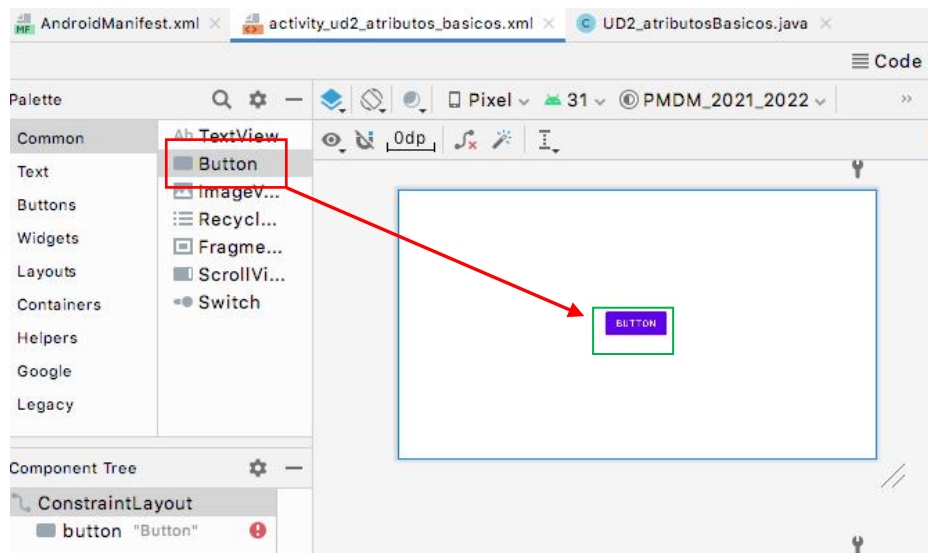 AndroidManifest.xml activity_ud2_atributos_basicos.xml UD2_atributosBasicos.java
Code
Palette
Pixel 31 PMDM_2021_2022
Common
Text
Buttons
Widgets
Layouts
Containers
Helpers
Google
Legacy
Ab TextView
Button
ImageV...
Recycl...
Fragme...
ScrollVi...
Switch
0dp
BUTTON
Component Tree
ConstraintLayout
button "Button"